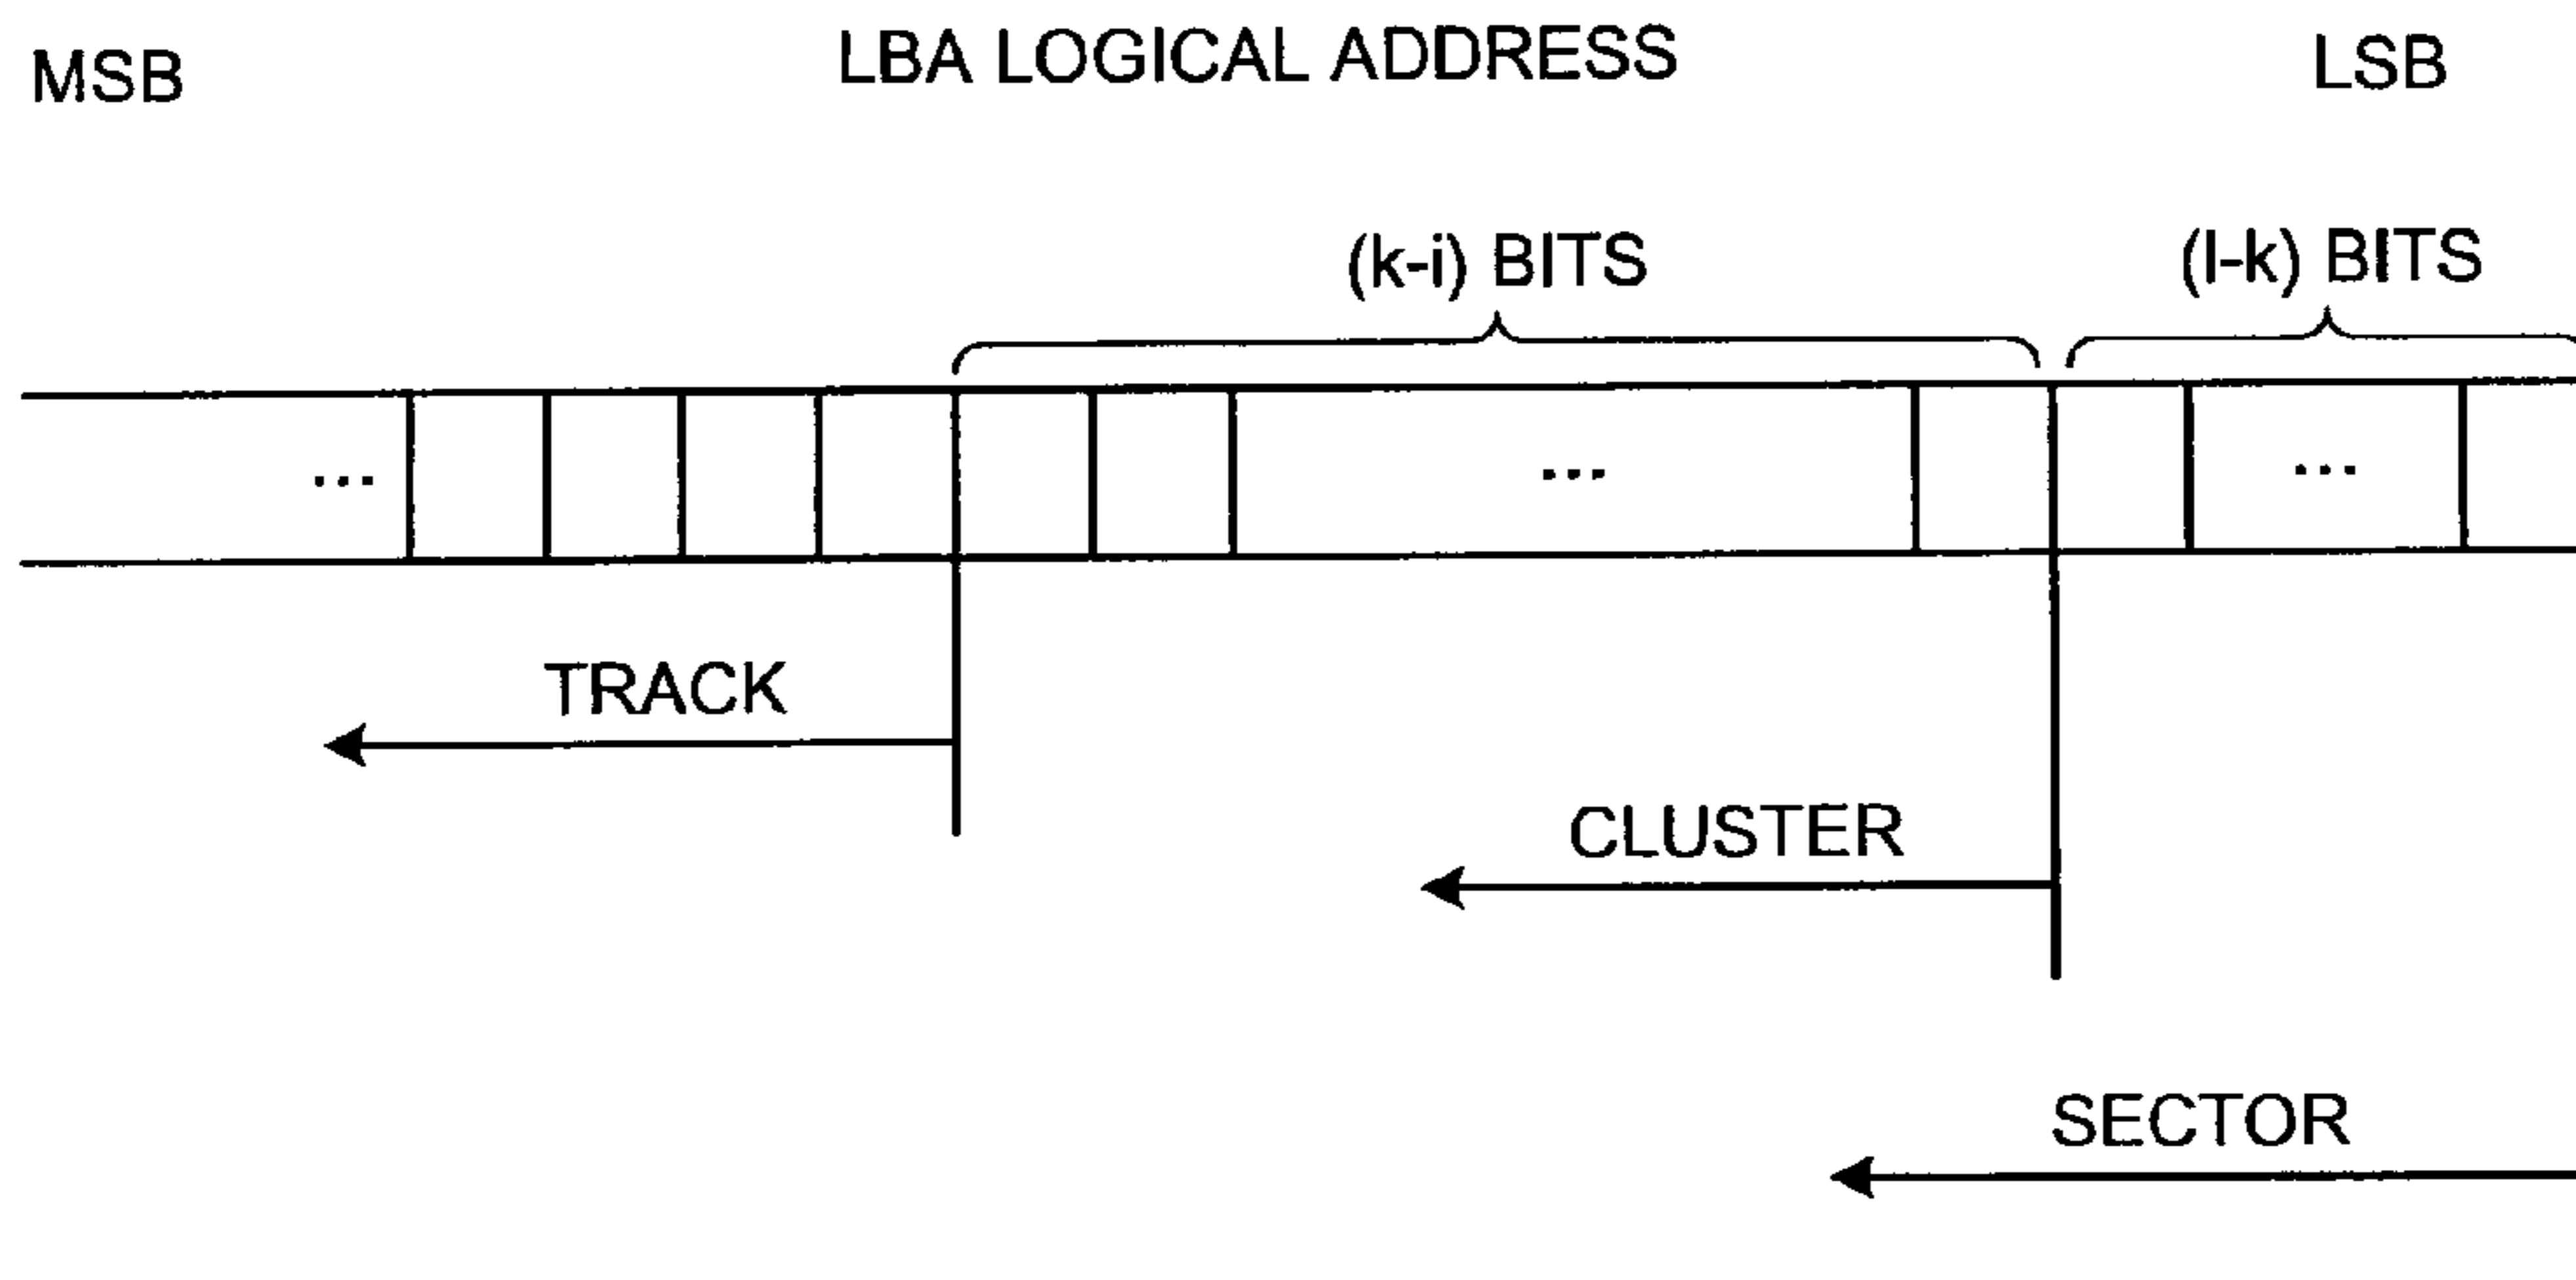 MSB LBA LOGICAL ADDRESS LSB
(k-i) BITS (l-k) BITS
... ... ...
TRACK
CLUSTER
SECTOR